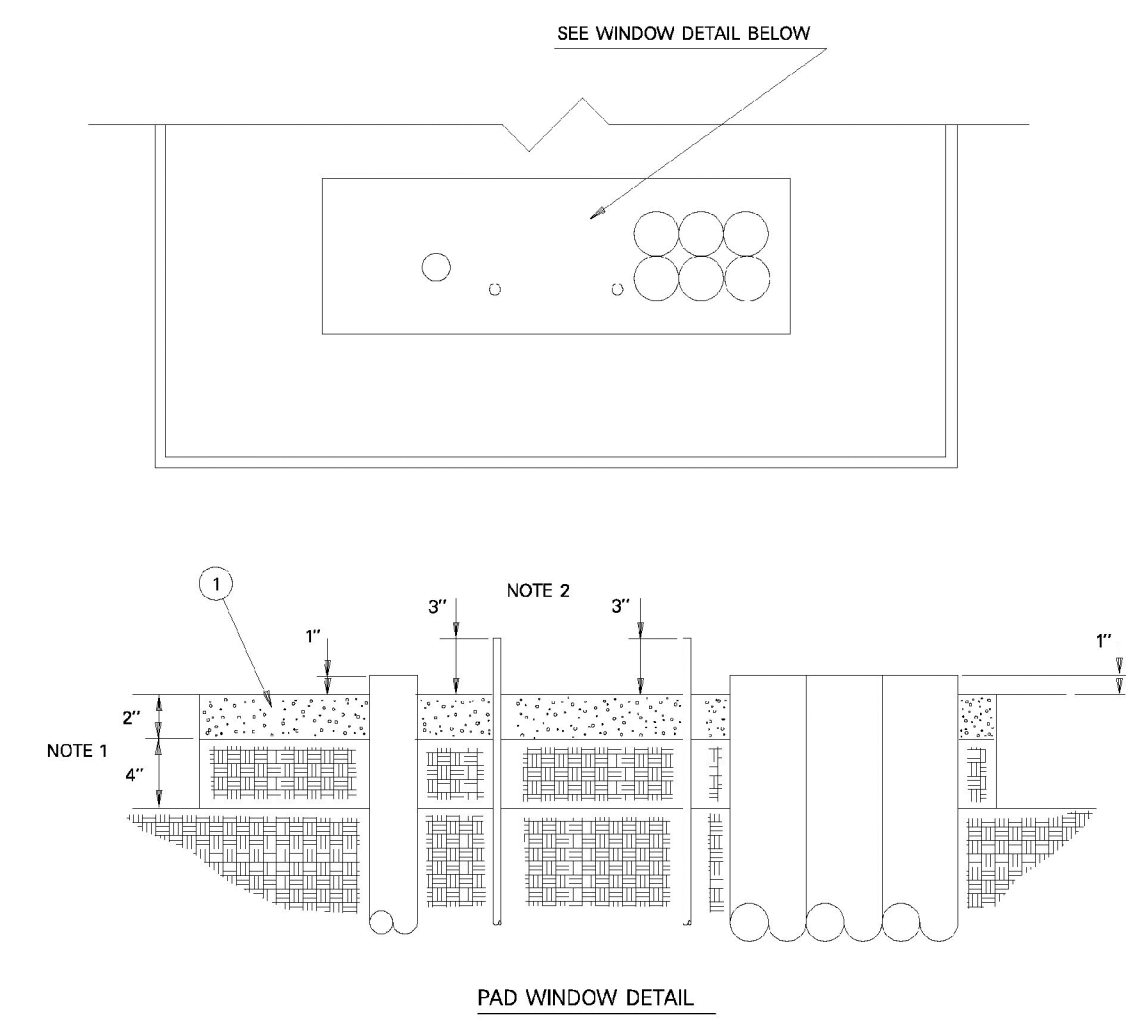 SEE WINDOW DETAIL BELOW
1
NOTE 2
3"
3"
1"
1"
2"
NOTE 1
4"
PAD WINDOW DETAIL